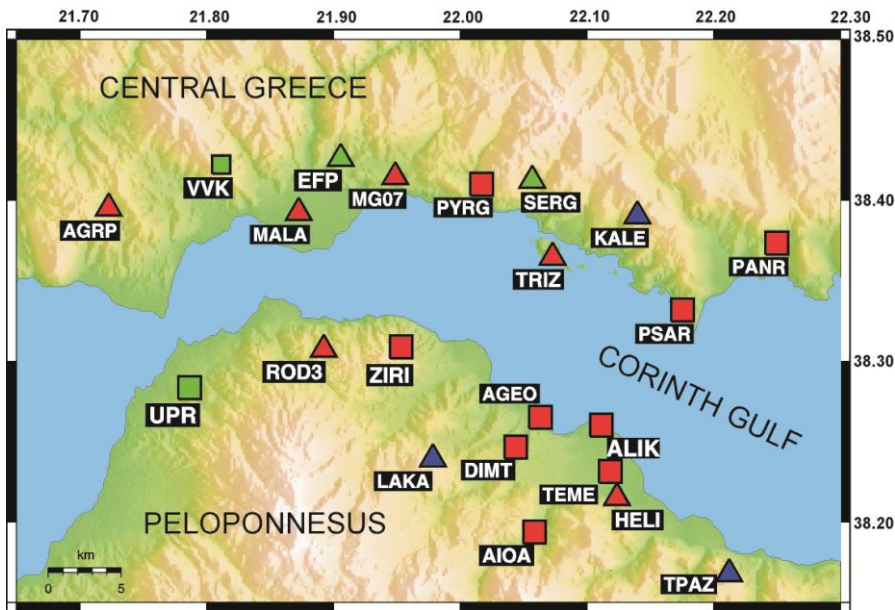 21.70 21.80 21.90 22.00 22.10 22.20 22.30
38.50
CENTRAL GREECE
VVK
EFP
MG07
PYRG
SERG
38.40
AGRP
MALA
KALE
TRIZ
PANR
PSAR
38.30
ROD3
ZIRI
CORINTH GULF
UPR
AGEO
ALIK
DIMT
LAKA
TEME
HELI
PELOPONNESUS
38.20
AIOA
km
0 5
TPAZ